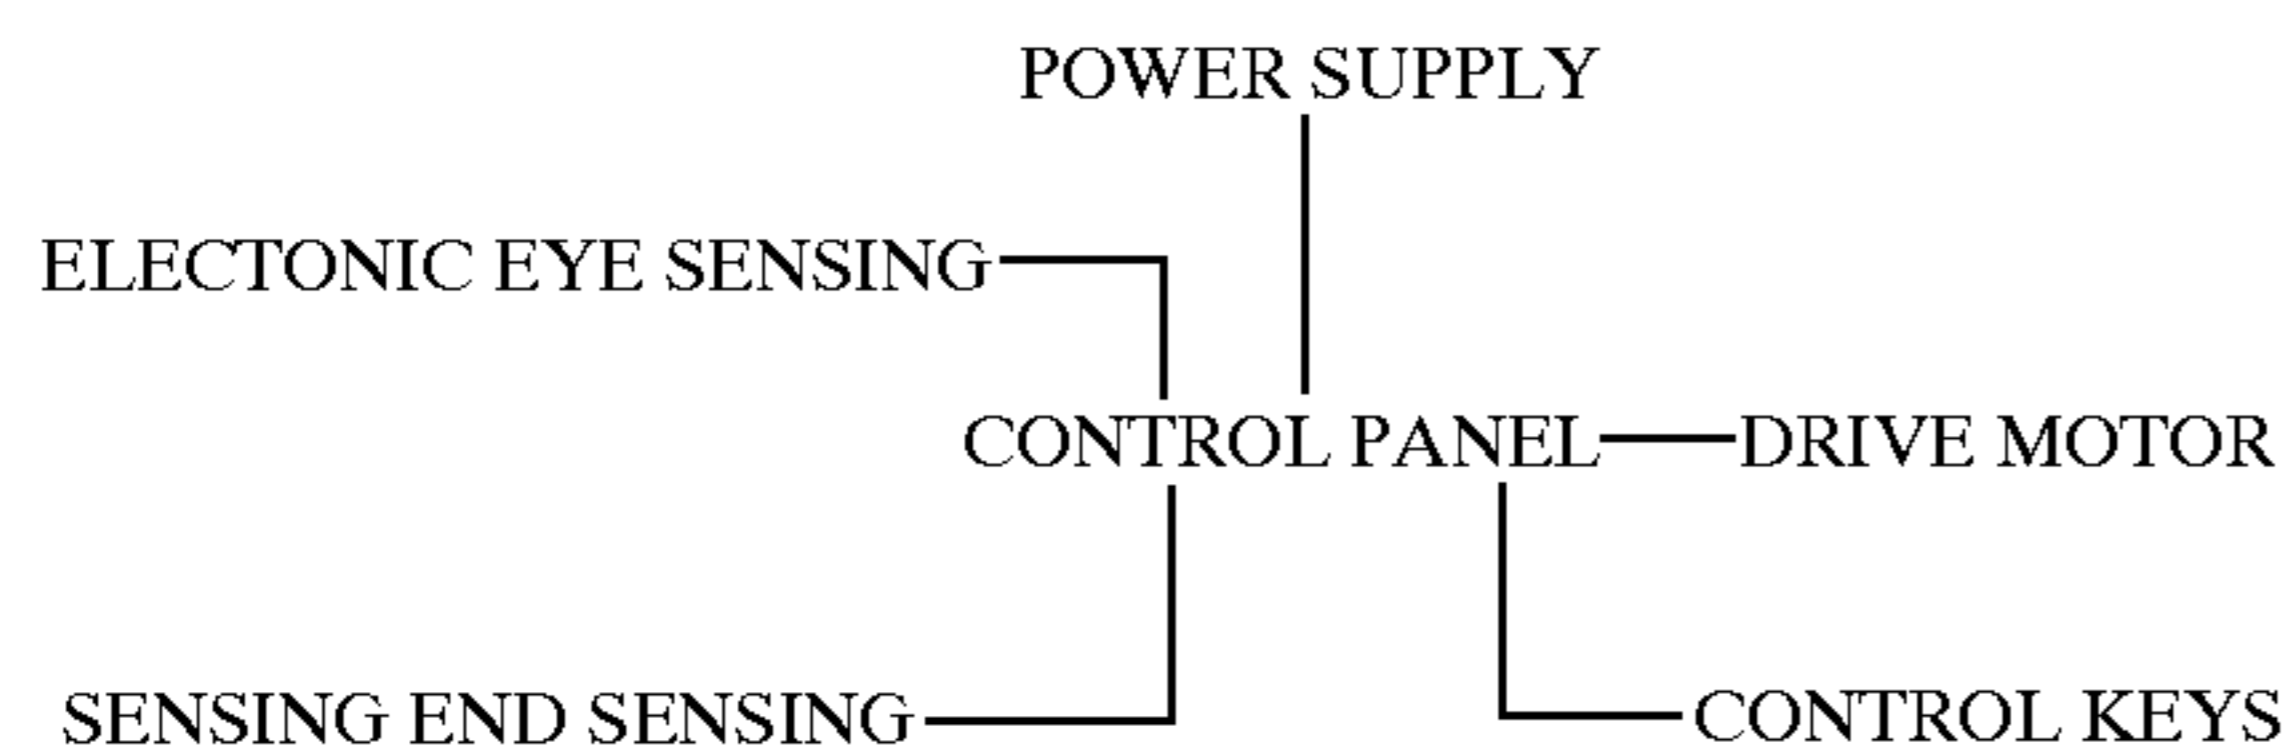 POWER SUPPLY
ELECTONIC EYE SENSING
CONTROL PANEL
DRIVE MOTOR
SENSING END SENSING
CONTROL KEYS